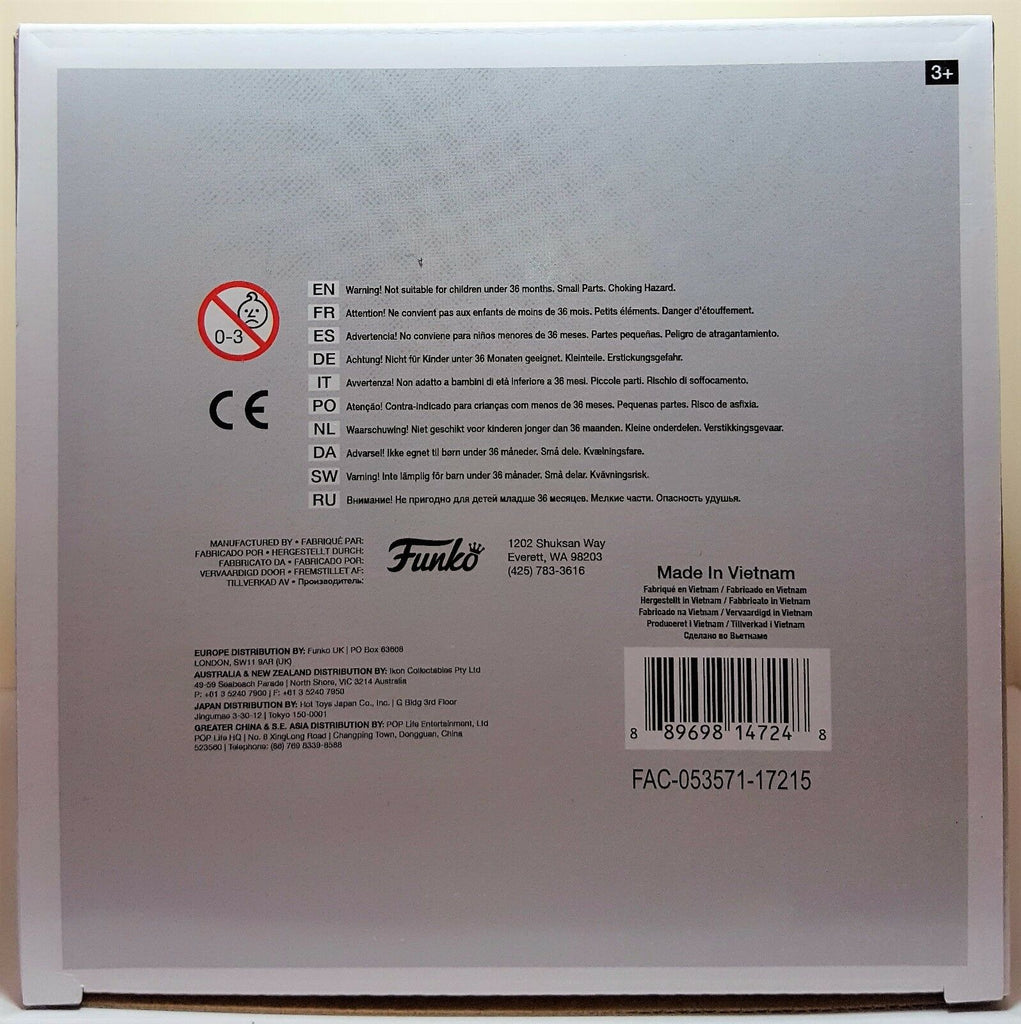 3+
0-3
CE
EN Warning! Not suitable for children under 36 months. Small Parts. Choking Hazard.
FR Attention! Ne convient pas aux enfants de moins de 36 mois. Petits éléments. Danger d'étouffement.
ES Advertencia! No conviene para niños menores de 36 meses. Partes pequeñas. Peligro de atragantamiento.
DE Achtung! Nicht für Kinder unter 36 Monaten geeignet. Kleinteile. Erstickungsgefahr.
IT Avvertenza! Non adatto a bambini di età inferiore a 36 mesi. Piccole parti. Rischio di soffocamento.
PO Atenção! Contra-indicado para crianças com menos de 36 meses. Pequenas partes. Risco de asfixia.
NL Waarschuwing! Niet geschikt voor kinderen jonger dan 36 maanden. Kleine onderdelen. Verstikkingsgevaar.
DA Advarsel! Ikke egnet til børn under 36 måneder. Små dele. Kvælningsfare.
SW Varning! Inte lämplig för barn under 36 månader. Små delar. Kvävningsrisk.
RU Внимание! Не пригодно для детей младше 36 месяцев. Мелкие части. Опасность удушья.
MANUFACTURED BY • FABRIQUÉ PAR:
FABRICADO POR • HERGESTELLT DURCH:
FABBRICATO DA • FABRICADO POR:
VERVAARDIGD DOOR • FREMSTILLET AF:
TILLVERKAD AV • Производитель:
Funko
1202 Shuksan Way
Everett, WA 98203
(425) 783-3616
Made In Vietnam
Fabriqué en Vietnam / Fabricado en Vietnam
Hergestellt in Vietnam / Fabbricato in Vietnam
Fabricado na Vietnam / Vervaardigd in Vietnam
Produceret i Vietnam / Tillverkad i Vietnam
Сделано во Вьетнаме
EUROPE DISTRIBUTION BY: Funko UK | PO Box 63608
LONDON, SW11 9AR (UK)
AUSTRALIA & NEW ZEALAND DISTRIBUTION BY: Ikon Collectables Pty Ltd
49-59 Seabeach Parade | North Shore, VIC 3214 Australia
P: +61 3 5240 7900 | F: +61 3 5240 7950
JAPAN DISTRIBUTION BY: Hot Toys Japan Co., Inc. | G Bldg 3rd Floor
Jingumae 3-30-12 | Tokyo 150-0001
GREATER CHINA & S.E. ASIA DISTRIBUTION BY: POP Life Entertainment, Ltd
POP Life HQ | No. 8 XingLong Road | Changping Town, Dongguan, China
523560 | Telephone: (86) 769 8339-8588
8 89698 14724 8
FAC-053571-17215